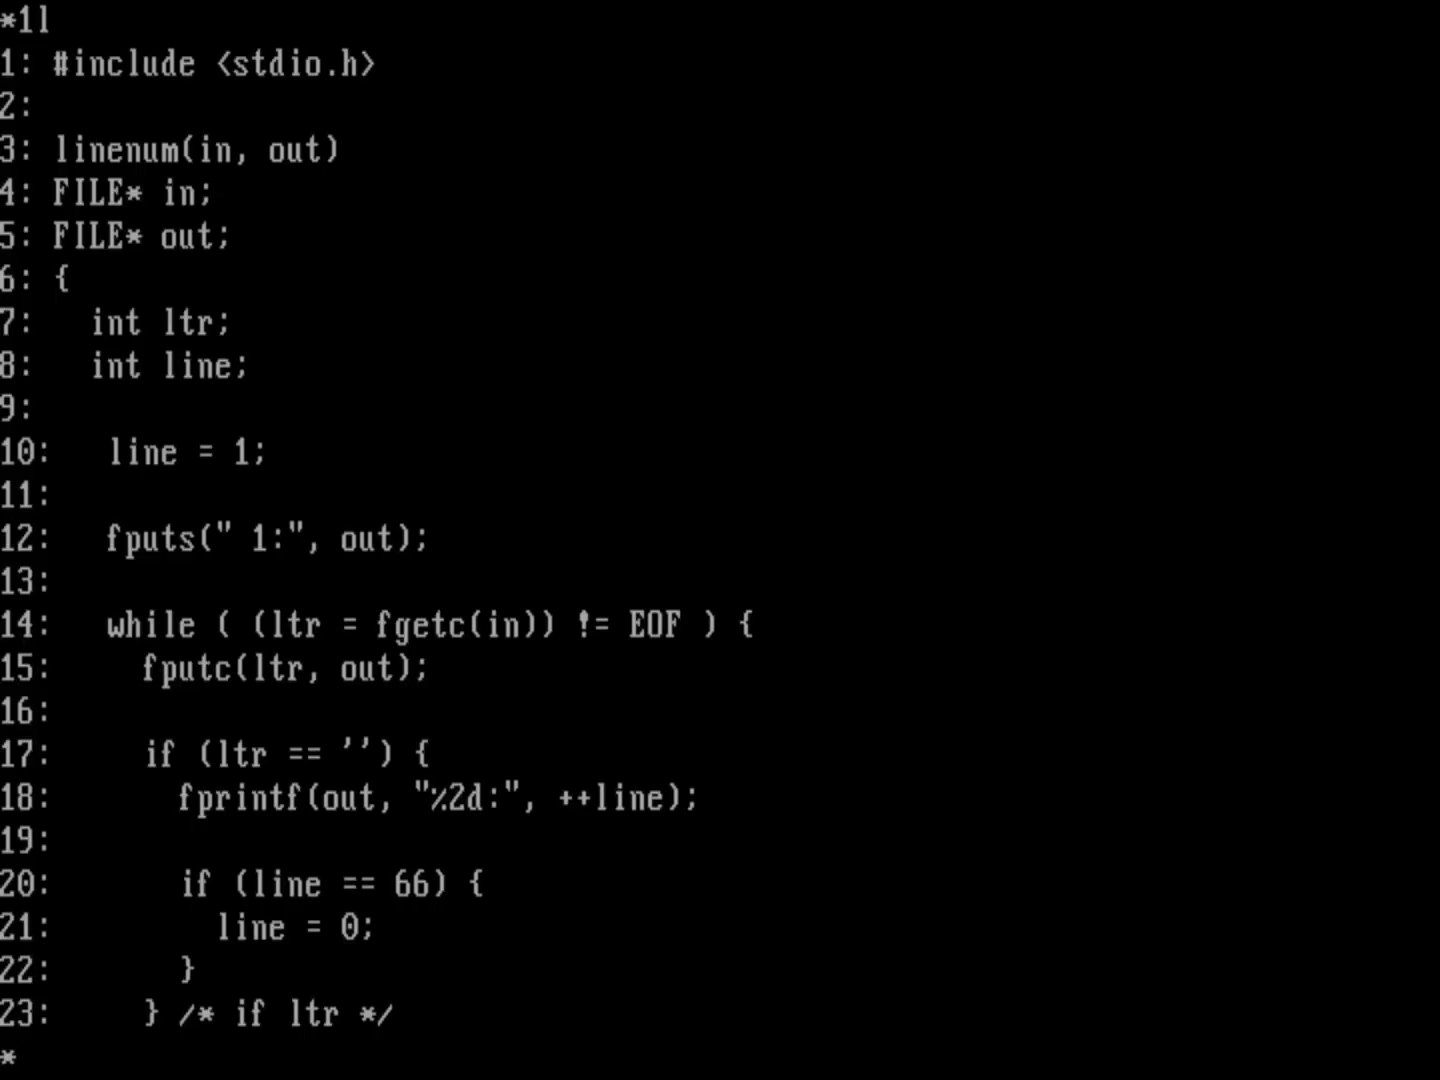 *1l
1: #include <stdio.h>
2:
3: linenum(in, out)
4: FILE* in;
5: FILE* out;
6: {
7:   int ltr;
8:   int line;
9:
10:   line = 1;
11:
12:   fputs(" 1:", out);
13:
14:   while ( (ltr = fgetc(in)) != EOF ) {
15:     fputc(ltr, out);
16:
17:     if (ltr == '') {
18:       fprintf(out, "%2d:", ++line);
19:
20:       if (line == 66) {
21:         line = 0;
22:       }
23:     } /* if ltr */
*